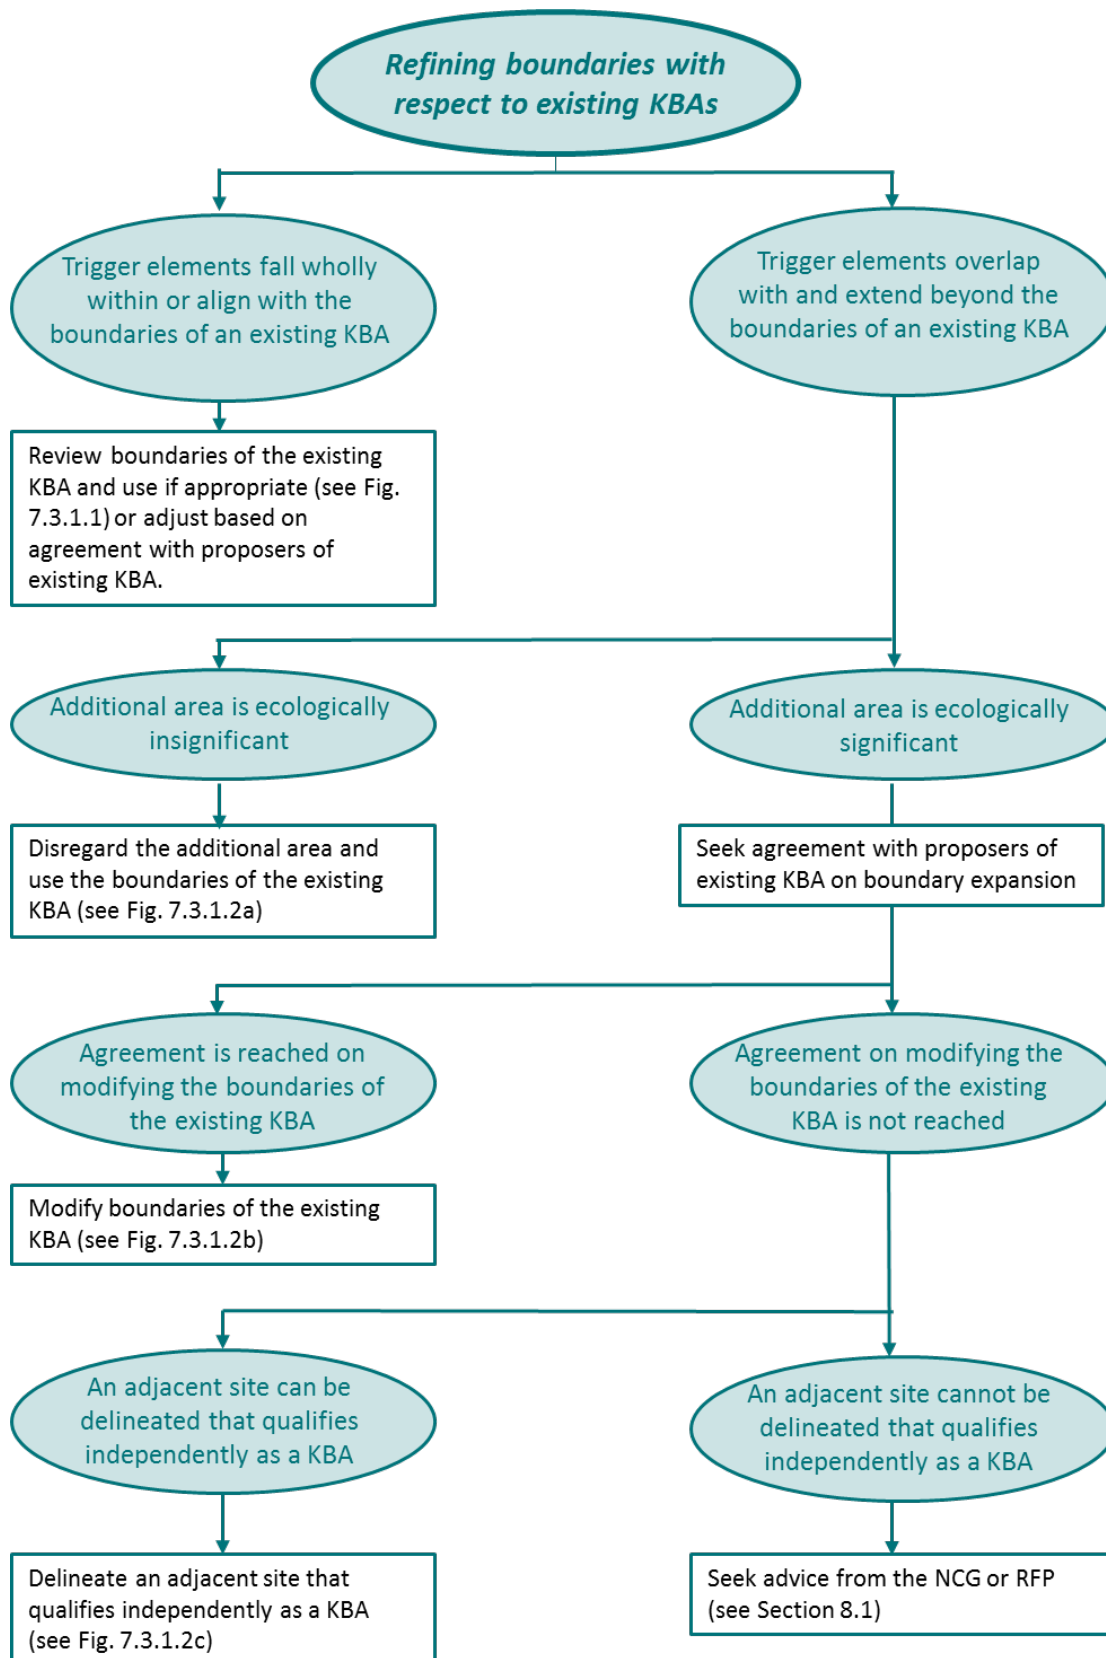 Refining boundaries with
respect to existing KBAs
Trigger elements fall wholly
within or align with the
boundaries of an existing KBA
Trigger elements overlap
with and extend beyond the
boundaries of an existing KBA
Review boundaries of the existing
KBA and use if appropriate (see Fig.
7.3.1.1) or adjust based on
agreement with proposers of
existing KBA.
Additional area is ecologically
insignificant
Additional area is ecologically
significant
Disregard the additional area and
use the boundaries of the existing
KBA (see Fig. 7.3.1.2a)
Seek agreement with proposers of
existing KBA on boundary expansion
Agreement is reached on
modifying the boundaries of
the existing KBA
Agreement on modifying the
boundaries of the existing
KBA is not reached
Modify boundaries of the existing
KBA (see Fig. 7.3.1.2b)
An adjacent site can be
delineated that qualifies
independently as a KBA
An adjacent site cannot be
delineated that qualifies
independently as a KBA
Delineate an adjacent site that
qualifies independently as a KBA
(see Fig. 7.3.1.2c)
Seek advice from the NCG or RFP
(see Section 8.1)